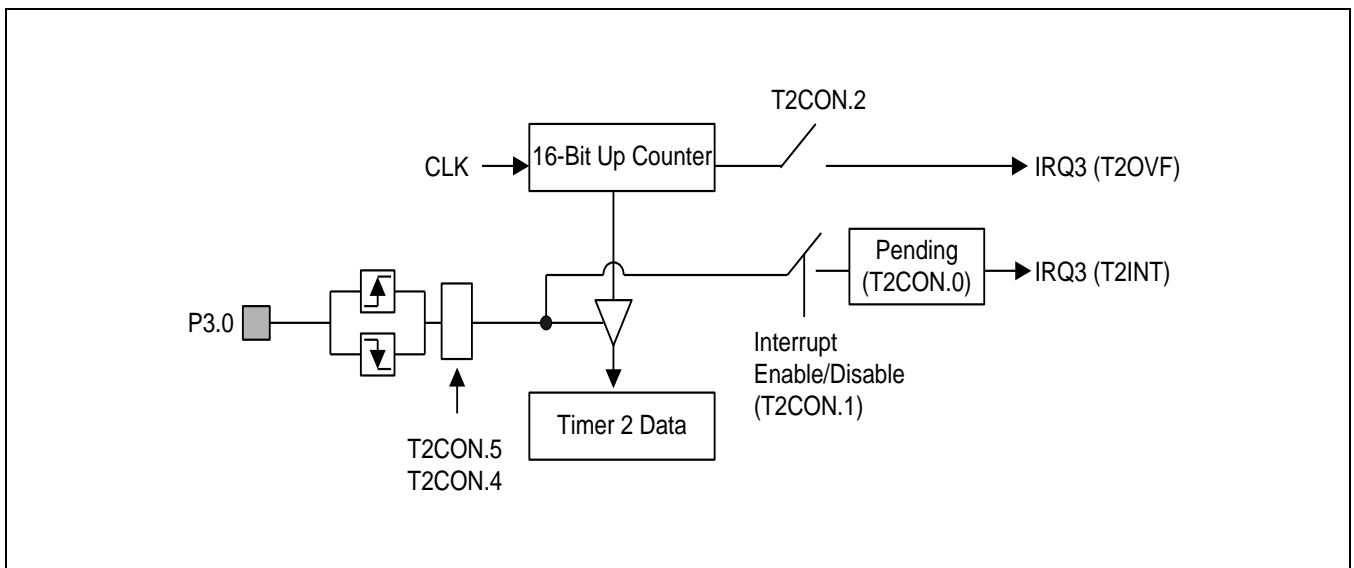 T2CON.2
CLK
16-Bit Up Counter
IRQ3 (T2OVF)
Pending
(T2CON.0)
IRQ3 (T2INT)
P3.0
Interrupt
Enable/Disable
(T2CON.1)
Timer 2 Data
T2CON.5
T2CON.4